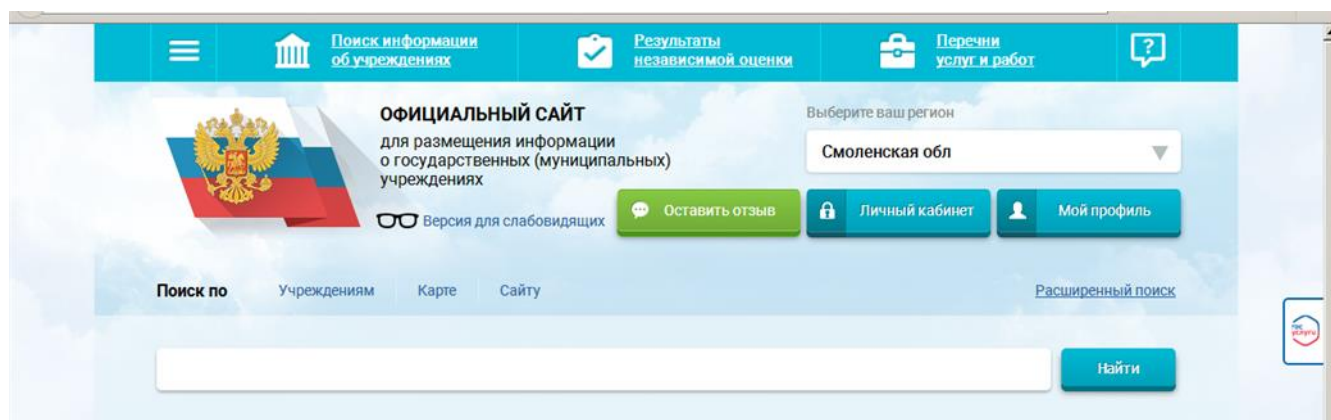 Поиск информации
об учреждениях
Результаты
независимой оценки
Перечни
услуг и работ
?
ОФИЦИАЛЬНЫЙ САЙТ
для размещения информации
о государственных (муниципальных)
учреждениях
Версия для слабовидящих
Выберите ваш регион
Смоленская обл
Оставить отзыв
Личный кабинет
Мой профиль
Поиск по Учреждениям Карте Сайту
Расширенный поиск
гос
услуги
Найти